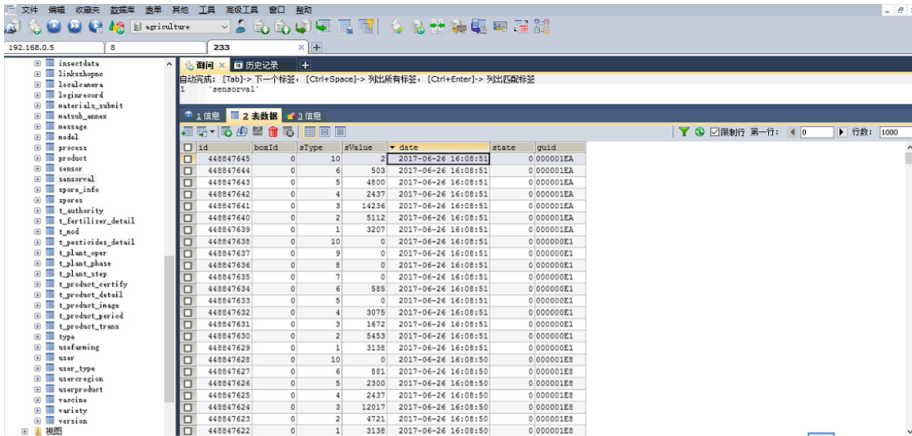 文件 编辑 收藏夹 数据库 表单 其他 工具 高级工具 窗口 帮助
agriculture
192.168.0.5 8 233
insectdata
linksshopne
localcamera
loginrecord
materials_submit
matsub_annex
message
model
process
product
sensor
sensorval
spore_info
spores
t_authority
t_fertilizer_detail
t_mod
t_pesticides_detail
t_plant_oper
t_plant_phase
t_plant_step
t_product_certify
t_product_detail
t_product_image
t_product_period
t_product_trans
type
usefarming
user
user_type
usercregion
userproduct
vaccine
variety
version
视图
询问 历史记录
自动完成: [Tab]-> 下一个标签, [Ctrl+Space]-> 列出所有标签, [Ctrl+Enter]-> 列出匹配标签
1 `sensorval`
1 信息 2 表数据 3 信息
限制行 第一行: 0 行数: 1000
id boxId sType sValue date state guid
448847645 0 10 2 2017-06-26 16:08:51 0 000001EA
448847644 0 6 503 2017-06-26 16:08:51 0 000001EA
448847643 0 5 4800 2017-06-26 16:08:51 0 000001EA
448847642 0 4 2437 2017-06-26 16:08:51 0 000001EA
448847641 0 3 14236 2017-06-26 16:08:51 0 000001EA
448847640 0 2 5112 2017-06-26 16:08:51 0 000001EA
448847639 0 1 3207 2017-06-26 16:08:51 0 000001EA
448847638 0 10 0 2017-06-26 16:08:51 0 000000E1
448847637 0 9 0 2017-06-26 16:08:51 0 000000E1
448847636 0 8 0 2017-06-26 16:08:51 0 000000E1
448847635 0 7 0 2017-06-26 16:08:51 0 000000E1
448847634 0 6 585 2017-06-26 16:08:51 0 000000E1
448847633 0 5 0 2017-06-26 16:08:51 0 000000E1
448847632 0 4 3075 2017-06-26 16:08:51 0 000000E1
448847631 0 3 1672 2017-06-26 16:08:51 0 000000E1
448847630 0 2 5453 2017-06-26 16:08:51 0 000000E1
448847629 0 1 3138 2017-06-26 16:08:51 0 000000E1
448847628 0 10 0 2017-06-26 16:08:50 0 000001E8
448847627 0 6 881 2017-06-26 16:08:50 0 000001E8
448847626 0 5 2300 2017-06-26 16:08:50 0 000001E8
448847625 0 4 2437 2017-06-26 16:08:50 0 000001E8
448847624 0 3 12017 2017-06-26 16:08:50 0 000001E8
448847623 0 2 4721 2017-06-26 16:08:50 0 000001E8
448847622 0 1 3138 2017-06-26 16:08:50 0 000001E8